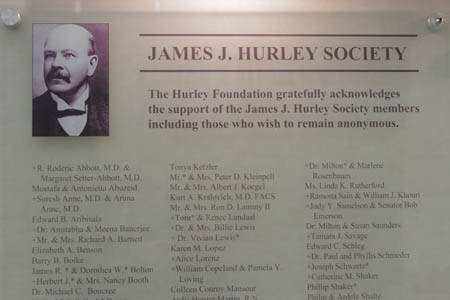 JAMES J. HURLEY SOCIETY
The Hurley Foundation gratefully acknowledges
the support of the James J. Hurley Society members
including those who wish to remain anonymous.
+R. Roderic Abbott, M.D. &
Margaret Setter-Abbott, M.D.
Mostafa & Antonietta Abuzeid
+Suresh Anne, M.D. & Aruna
Anne, M.D.
Edward B. Aribisala
+Dr. Amitabha & Meena Banerjee
+Mr. & Mrs. Richard A. Barnett
Elizabeth A. Benson
Barry B. Boike
James R. * & Dorothea W. * Bolton
+Herbert J.* & Mrs. Nancy Booth
Dr. Michael C. Boucree
Tonya Ketzler
Mr.* & Mrs. Peter D. Kleinpell
Mr. & Mrs. Albert J. Koegel
Kurt A. Kralovich, M.D. FACS
Mr. & Mrs. Ron D. Lammy II
+Tom* & Renee Landaal
+Dr. & Mrs. Billie Lewis
+Dr. Vivian Lewis*
Karen M. Lopez
+Alice Lorenz
+William Copeland & Pamela Y.
Loving
Colleen Conroy Mansour
+Dr. Milton* & Marlene
Rosenbaum
Ms. Linda K. Rutherford
+Ramona Sain & William J. Khouri
+Judy Y. Samelson & Senator Bob
Emerson
Dr. Milton & Susan Saunders
+Tamara J. Savage
Edward C. Schleg
+Dr. Paul and Phyllis Schroeder
+Joseph Schwartz*
+Catherine M. Shaker
Phillip Shaker*